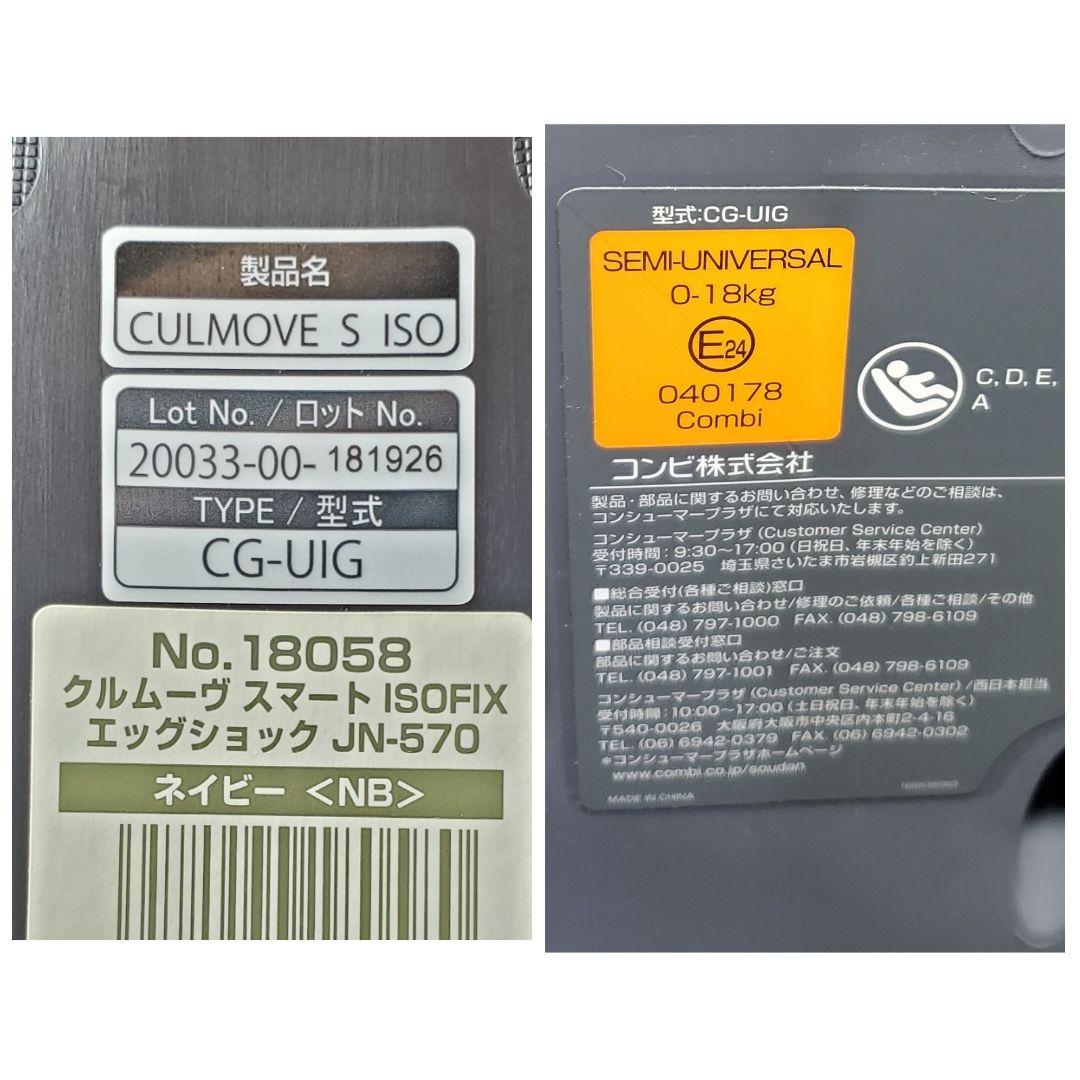 製品名
CULMOVE S ISO
Lot No. / ロット No.
20033-00-181926
TYPE / 型式
CG-UIG
No.18058
クルムーヴ スマート ISOFIX
エッグショック JN-570
ネイビー <NB>
型式:CG-UIG
SEMI-UNIVERSAL
0-18kg
E24
040178
Combi
C, D, E,
A
コンビ株式会社
製品・部品に関するお問い合わせ、修理などのご相談は、
コンシューマープラザにて対応いたします。
コンシューマープラザ (Customer Service Center)
受付時間:9:30~17:00 (日祝日、年末年始を除く)
〒339-0025 埼玉県さいたま市岩槻区釣上新田271
■総合受付(各種ご相談)窓口
製品に関するお問い合わせ/修理のご依頼/各種ご相談/その他
TEL. (048) 797-1000 FAX. (048) 798-6109
■部品相談受付窓口
部品に関するお問い合わせ/ご注文
TEL. (048) 797-1001 FAX. (048) 798-6109
コンシューマープラザ (Customer Service Center) /西日本担当
受付時間:10:00~17:00 (土日祝日、年末年始を除く)
〒540-0026 大阪府大阪市中央区内本町2-4-16
TEL. (06) 6942-0379 FAX. (06) 6942-0302
*コンシューマープラザホームページ
www.combi.co.jp/soudan
MADE IN CHINA